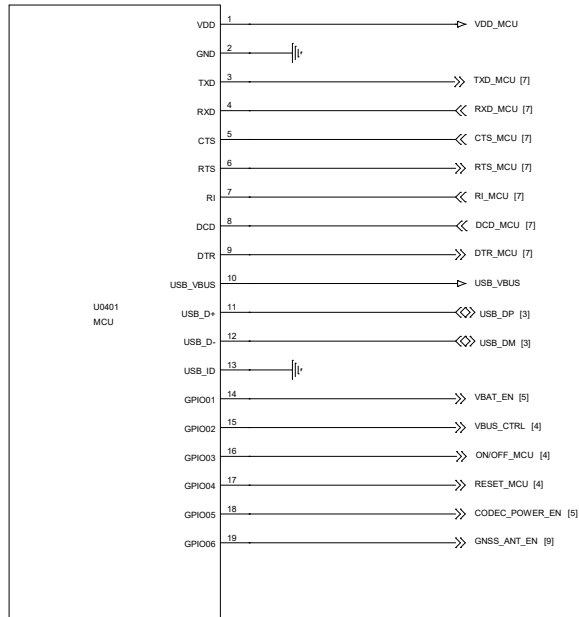 VDD 1 VDD_MCU
GND 2
TXD 3 TXD_MCU [7]
RXD 4 RXD_MCU [7]
CTS 5 CTS_MCU [7]
RTS 6 RTS_MCU [7]
RI 7 RI_MCU [7]
DCD 8 DCD_MCU [7]
DTR 9 DTR_MCU [7]
USB_VBUS 10 USB_VBUS
U0401
MCU
USB_D+ 11 USB_DP [3]
USB_D- 12 USB_DM [3]
USB_ID 13
GPIO01 14 VBAT_EN [5]
GPIO02 15 VBUS_CTRL [4]
GPIO03 16 ON/OFF_MCU [4]
GPIO04 17 RESET_MCU [4]
GPIO05 18 CODEC_POWER_EN [5]
GPIO06 19 GNSS_ANT_EN [9]